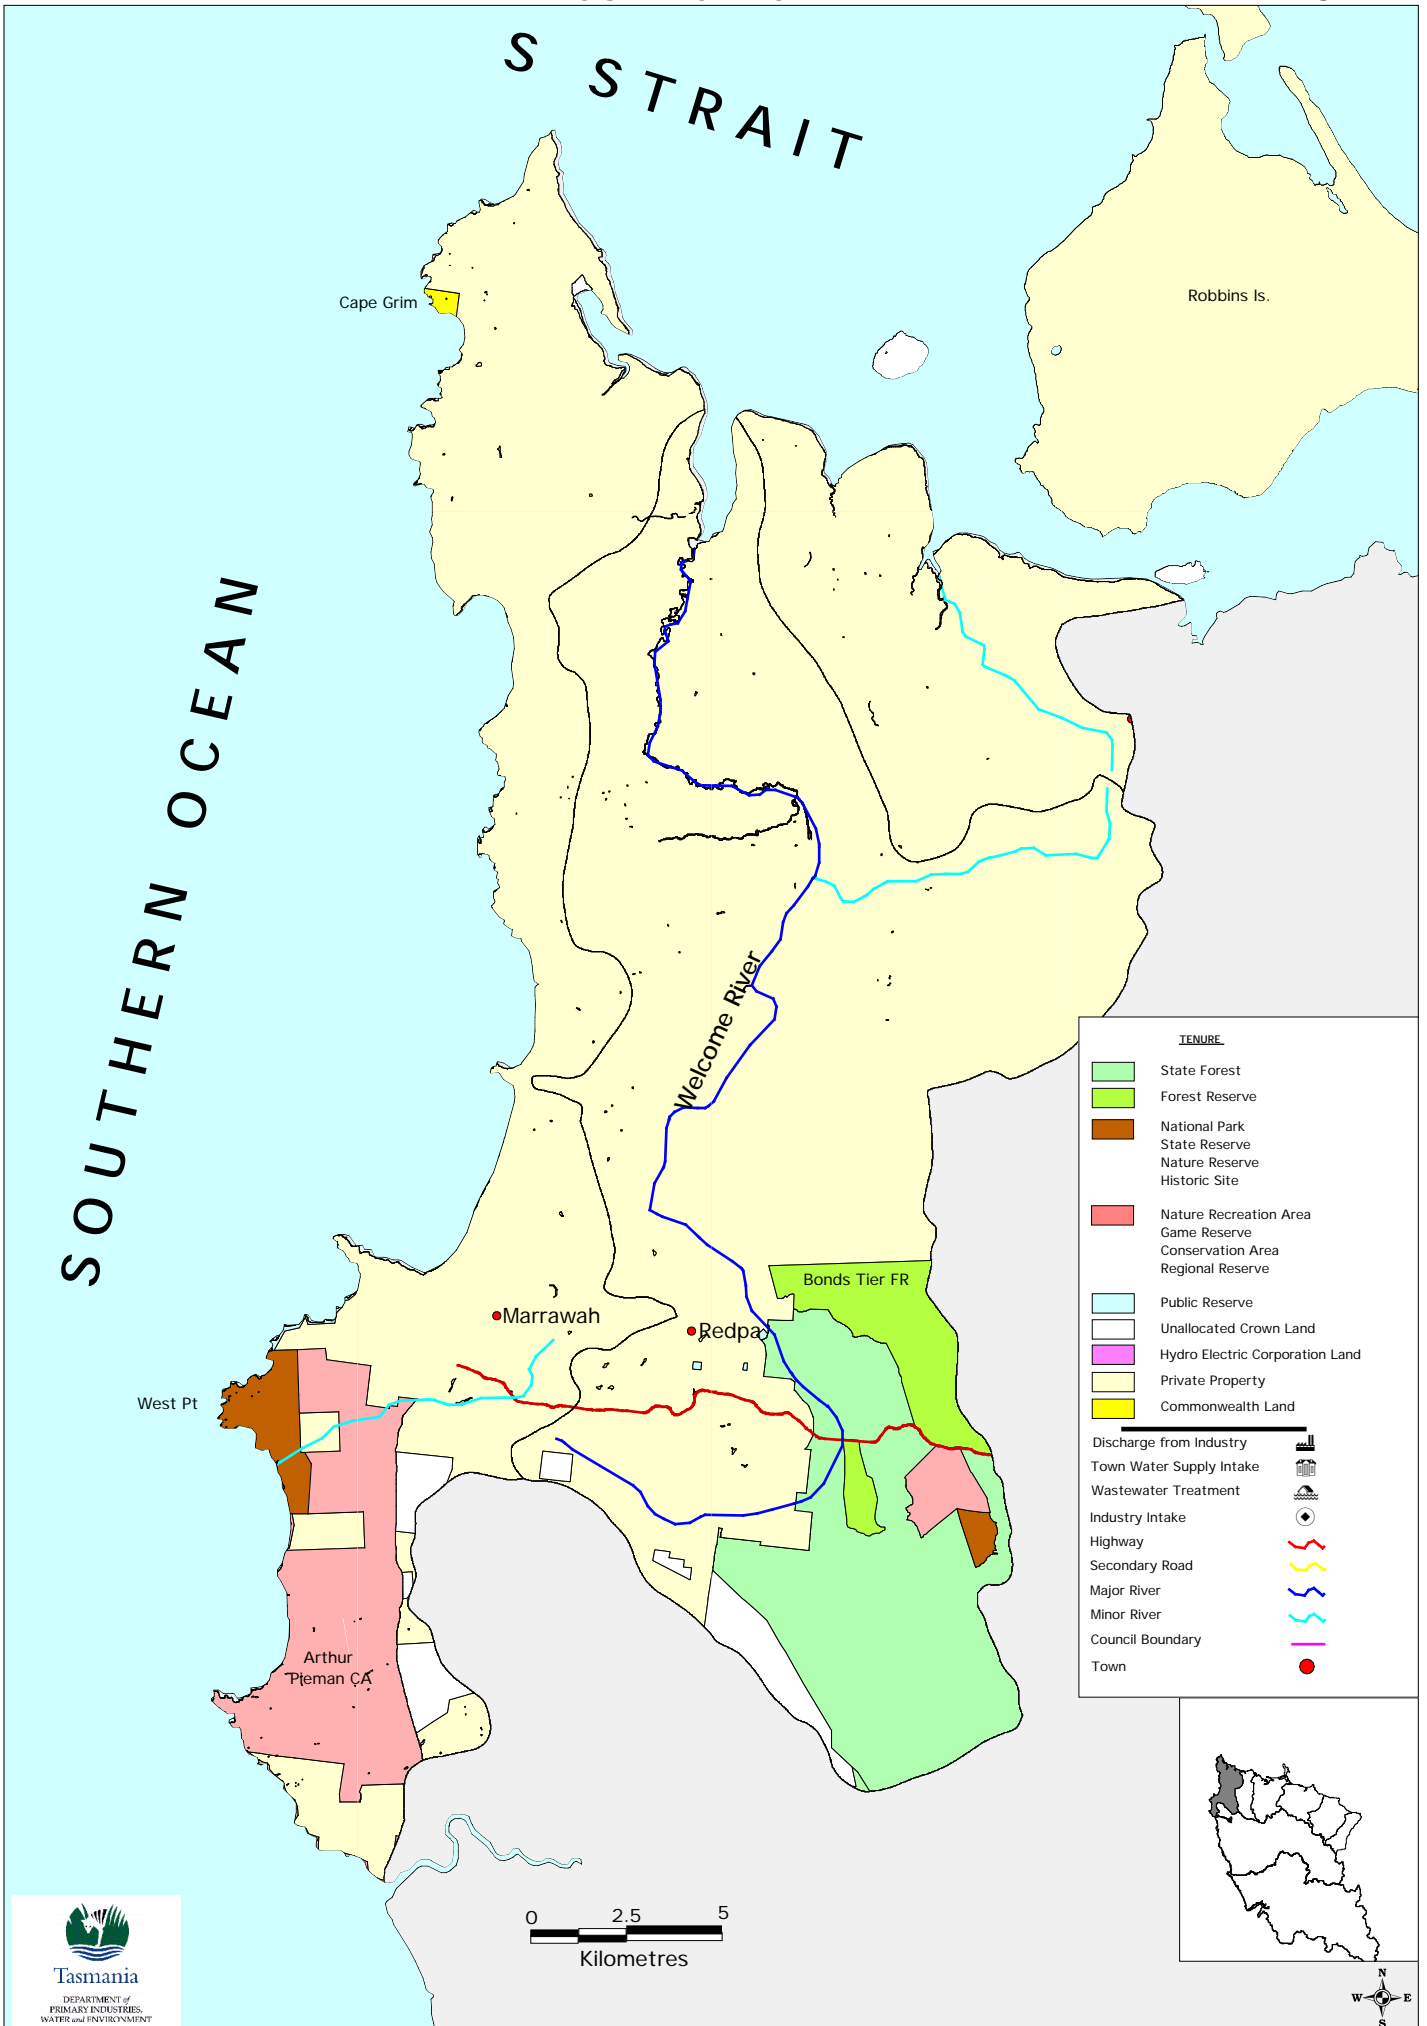 S STRAIT
Cape Grim
Robbins Is.
SOUTHERN OCEAN
Welcome River
Bonds Tier FR
Marrawah
Redpa
West Pt
Arthur
Pieman CA
TENURE
State Forest
Forest Reserve
National Park
State Reserve
Nature Reserve
Historic Site
Nature Recreation Area
Game Reserve
Conservation Area
Regional Reserve
Public Reserve
Unallocated Crown Land
Hydro Electric Corporation Land
Private Property
Commonwealth Land
Discharge from Industry
Town Water Supply Intake
Wastewater Treatment
Industry Intake
Highway
Secondary Road
Major River
Minor River
Council Boundary
Town
0 2.5 5
Kilometres
Tasmania
DEPARTMENT of
PRIMARY INDUSTRIES,
WATER and ENVIRONMENT
N
W E
S